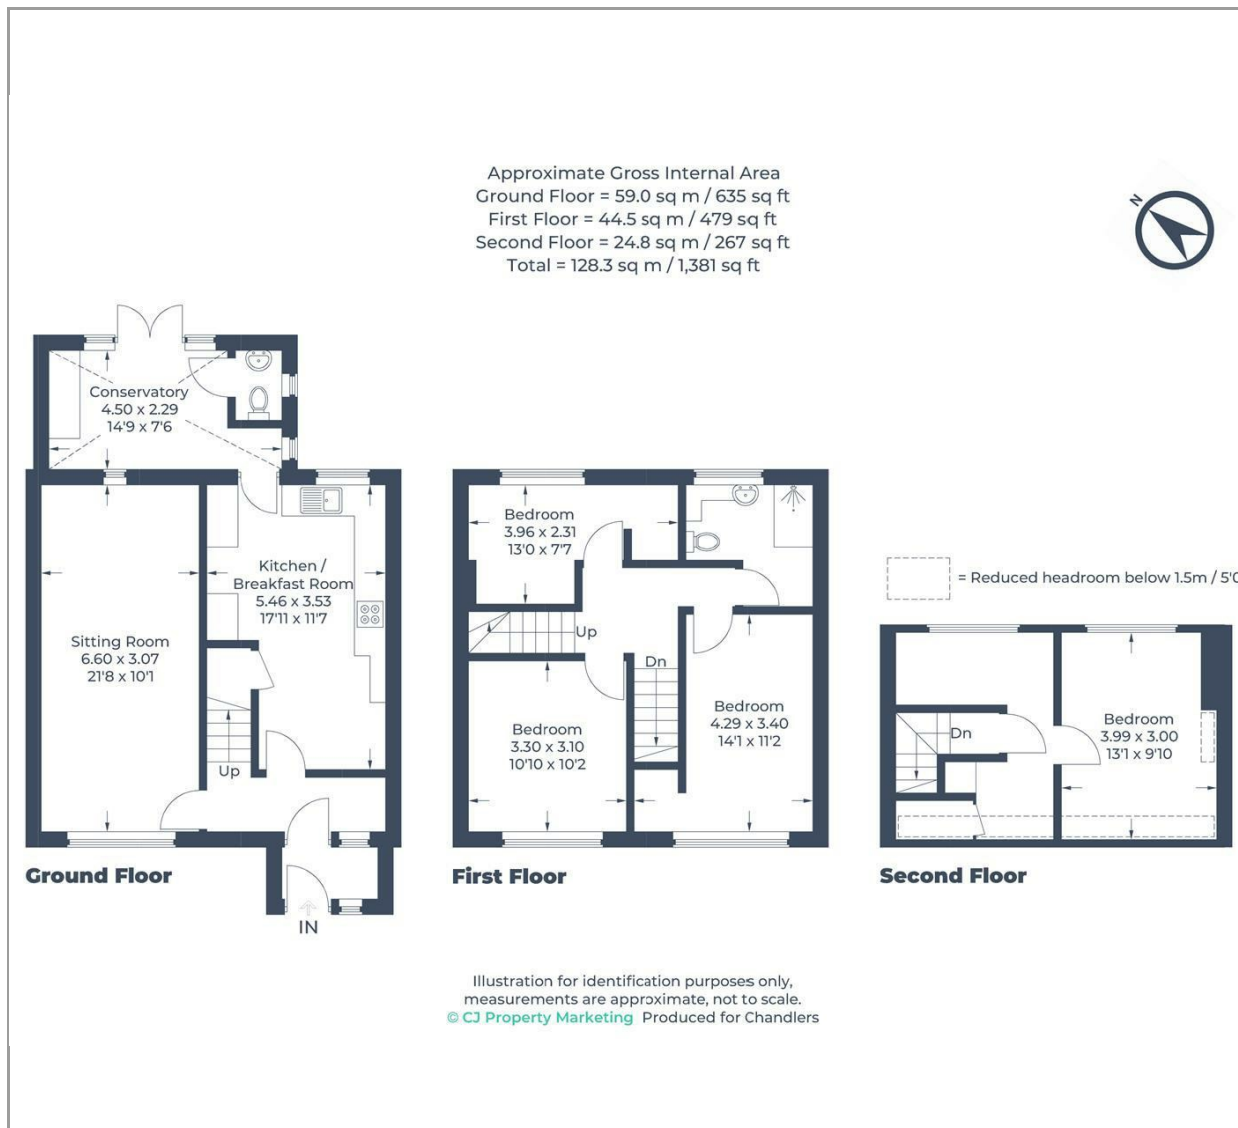 Approximate Gross Internal Area
Ground Floor = 59.0 sq m / 635 sq ft
First Floor = 44.5 sq m / 479 sq ft
Second Floor = 24.8 sq m / 267 sq ft
Total = 128.3 sq m / 1,381 sq ft
N
Conservatory
4.50 x 2.29
14'9 x 7'6
Kitchen /
Breakfast Room
5.46 x 3.53
17'11 x 11'7
Sitting Room
6.60 x 3.07
21'8 x 10'1
Up
IN
Ground Floor
Bedroom
3.96 x 2.31
13'0 x 7'7
Up
Dn
Bedroom
3.30 x 3.10
10'10 x 10'2
Bedroom
4.29 x 3.40
14'1 x 11'2
First Floor
= Reduced headroom below 1.5m / 5'0
Dn
Bedroom
3.99 x 3.00
13'1 x 9'10
Second Floor
Illustration for identification purposes only,
measurements are approximate, not to scale.
© CJ Property Marketing Produced for Chandlers